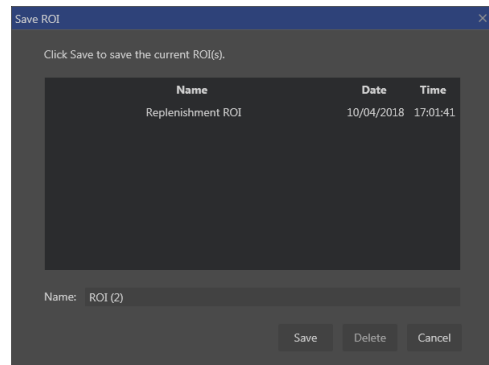 Save ROI
Click Save to save the current ROI(s).
Name Date Time
Replenishment ROI 10/04/2018 17:01:41
Name: ROI (2)
Save Delete Cancel